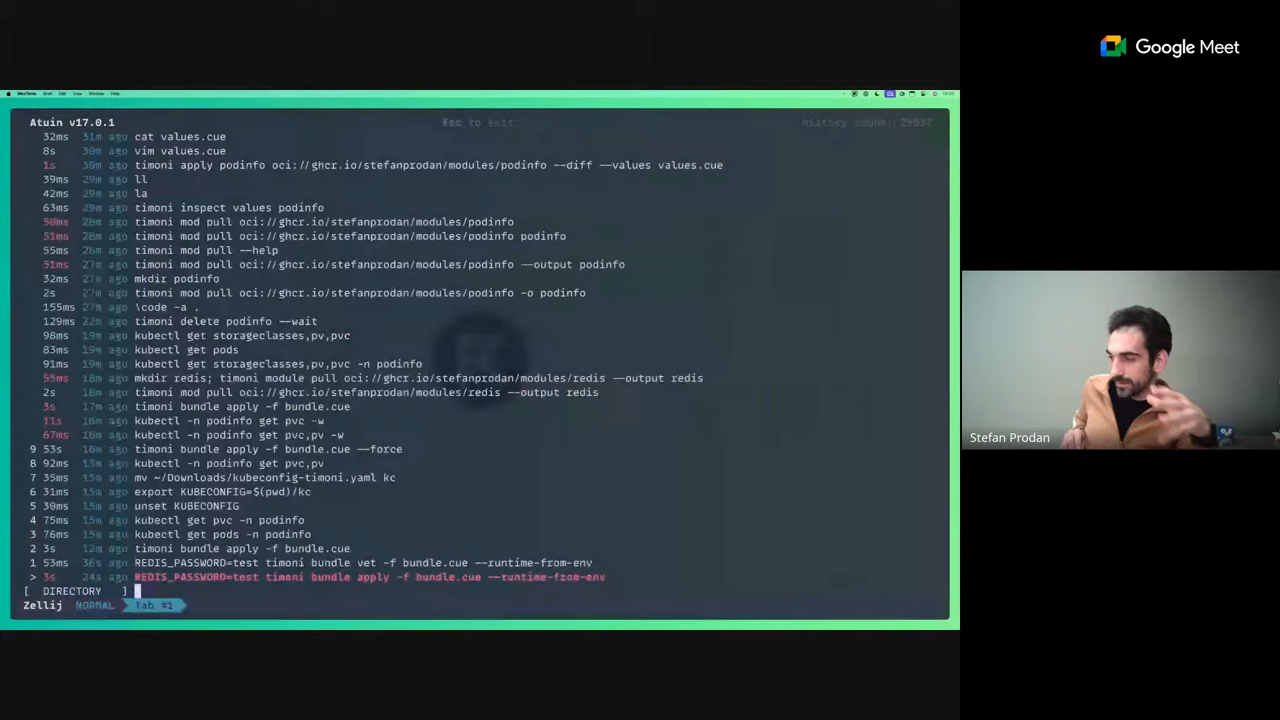 Google Meet
Atuin v17.0.1 Esc to exit history count:
32ms 31m ago cat values.cue
8s 30m ago vim values.cue
1s 30m ago timoni apply podinfo oci://ghcr.io/stefanprodan/modules/podinfo --diff --values values.cue
39ms 29m ago ll
42ms 29m ago la
63ms 29m ago timoni inspect values podinfo
50ms 28m ago timoni mod pull oci://ghcr.io/stefanprodan/modules/podinfo
51ms 28m ago timoni mod pull oci://ghcr.io/stefanprodan/modules/podinfo podinfo
55ms 28m ago timoni mod pull --help
51ms 27m ago timoni mod pull oci://ghcr.io/stefanprodan/modules/podinfo --output podinfo
32ms 27m ago mkdir podinfo
2s 27m ago timoni mod pull oci://ghcr.io/stefanprodan/modules/podinfo -o podinfo
155ms 27m ago \code -a .
129ms 22m ago timoni delete podinfo --wait
98ms 19m ago kubectl get storageclasses,pv,pvc
83ms 19m ago kubectl get pods
91ms 19m ago kubectl get storageclasses,pv,pvc -n podinfo
55ms 18m ago mkdir redis; timoni module pull oci://ghcr.io/stefanprodan/modules/redis --output redis
2s 18m ago timoni mod pull oci://ghcr.io/stefanprodan/modules/redis --output redis
3s 17m ago timoni bundle apply -f bundle.cue
11s 16m ago kubectl -n podinfo get pvc -w
67ms 16m ago kubectl -n podinfo get pvc,pv -w
9 53s 16m ago timoni bundle apply -f bundle.cue --force
8 92ms 13m ago kubectl -n podinfo get pvc,pv
7 35ms 15m ago mv ~/Downloads/kubeconfig-timoni.yaml kc
6 31ms 15m ago export KUBECONFIG=$(pwd)/kc
5 30ms 15m ago unset KUBECONFIG
4 75ms 13m ago kubectl get pvc -n podinfo
3 76ms 15m ago kubectl get pods -n podinfo
2 3s 12m ago timoni bundle apply -f bundle.cue
1 563ms 36s ago REDIS_PASSWORD=test timoni bundle vet -f bundle.cue --runtime-from-env
> 3s 24s ago REDIS_PASSWORD=test timoni bundle apply -f bundle.cue --runtime-from-env
[ DIRECTORY ]
Zellij NORMAL Tab #1
Stefan Prodan